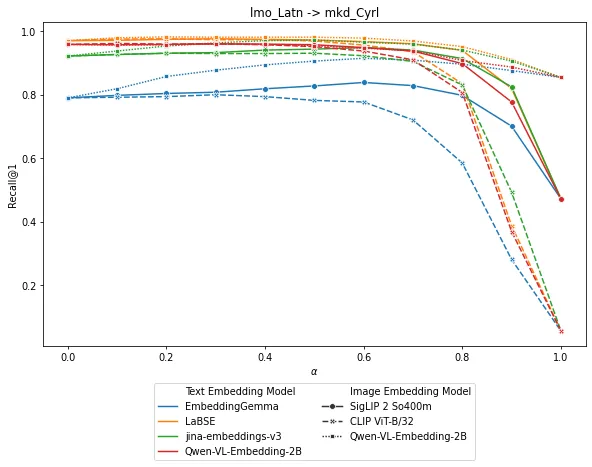 lmo_Latn -> mkd_Cyrl
Recall@1
1.0
0.8
0.6
0.4
0.2
0.0 0.2 0.4 0.6 0.8 1.0
α
Text Embedding Model Image Embedding Model
EmbeddingGemma SigLIP 2 So400m
LaBSE CLIP ViT-B/32
jina-embeddings-v3 Qwen-VL-Embedding-2B
Qwen-VL-Embedding-2B